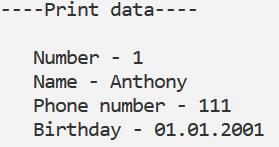 ----Print data----
Number - 1
Name - Anthony
Phone number - 111
Birthday - 01.01.2001